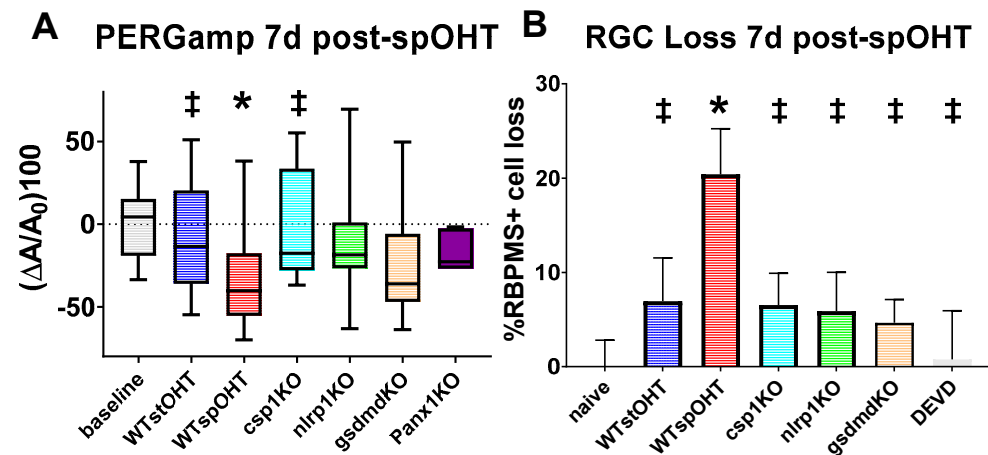 A PERGamp 7d post-spOHT
(ΔA/A0)100
50
0
-50
‡ * ‡
baseline
WTstOHT
WTspOHT
csp1KO
nlrp1KO
gsdmdKO
Panx1KO
B RGC Loss 7d post-spOHT
%RBPMS+ cell loss
30
20
10
0
‡ * ‡ ‡ ‡ ‡
naive
WTstOHT
WTspOHT
csp1KO
nlrp1KO
gsdmdKO
DEVD